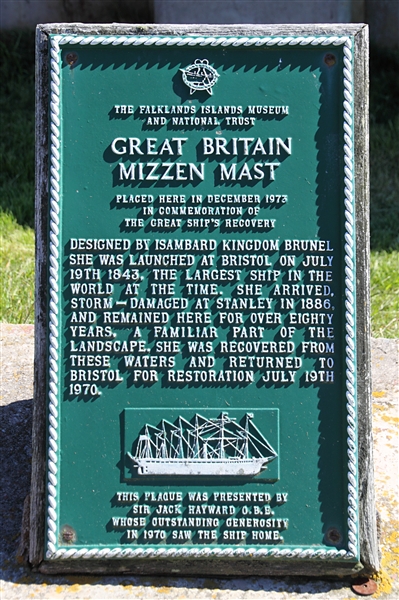 THE FALKLANDS ISLANDS MUSEUM
AND NATIONAL TRUST
GREAT BRITAIN
MIZZEN MAST
PLACED HERE IN DECEMBER 1973
IN COMMEMORATION OF
THE GREAT SHIP'S RECOVERY
DESIGNED BY ISAMBARD KINGDOM BRUNEL
SHE WAS LAUNCHED AT BRISTOL ON JULY
19TH 1843, THE LARGEST SHIP IN THE
WORLD AT THE TIME. SHE ARRIVED,
STORM-DAMAGED AT STANLEY IN 1886,
AND REMAINED HERE FOR OVER EIGHTY
YEARS, A FAMILIAR PART OF THE
LANDSCAPE. SHE WAS RECOVERED FROM
THESE WATERS AND RETURNED TO
BRISTOL FOR RESTORATION JULY 19TH
1970.
THIS PLAQUE WAS PRESENTED BY
SIR JACK HAYWARD O.B.E.
WHOSE OUTSTANDING GENEROSITY
IN 1970 SAW THE SHIP HOME.